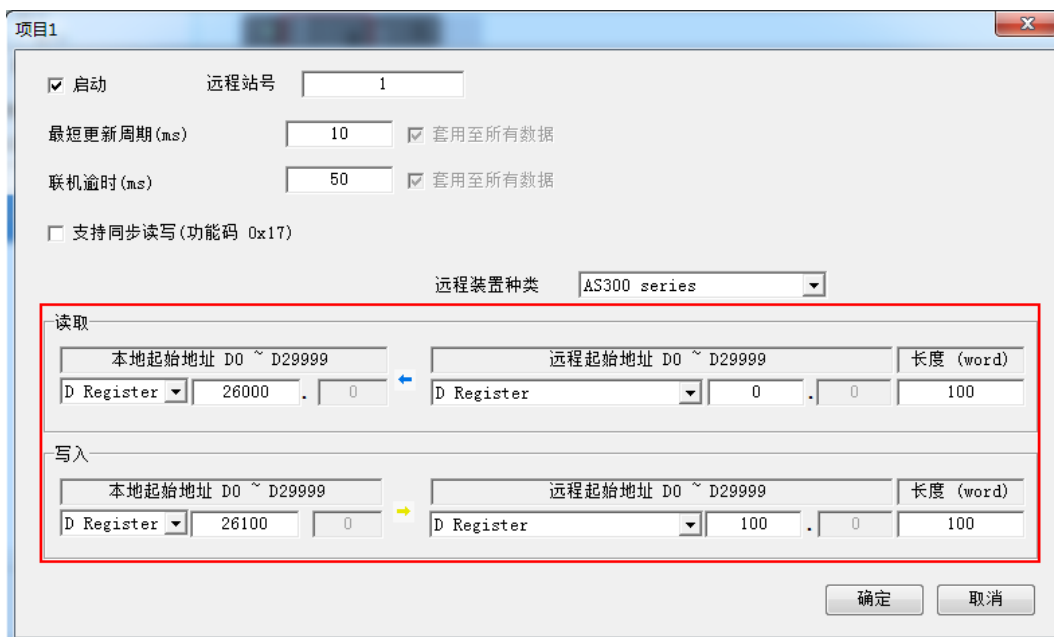 项目1
启动 远程站号 1
最短更新周期(ms) 10 套用至所有数据
联机逾时(ms) 50 套用至所有数据
支持同步读写(功能码 0x17)
远程装置种类 AS300 series
读取
本地起始地址 D0 ~ D29999 远程起始地址 D0 ~ D29999 长度 (word)
D Register 26000 . 0 D Register 0 . 0 100
写入
本地起始地址 D0 ~ D29999 远程起始地址 D0 ~ D29999 长度 (word)
D Register 26100 0 D Register 100 . 0 100
确定 取消